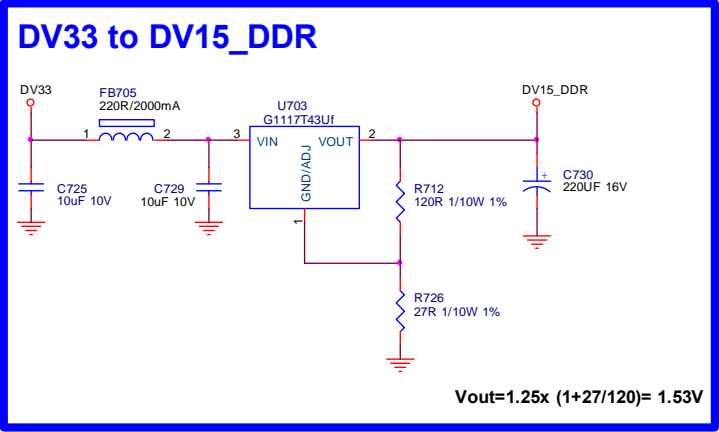 DV33 to DV15_DDR
DV33
FB705
220R/2000mA
1
2
U703
G1117T43Uf
3
VIN
VOUT
2
GND/ADJ
1
DV15_DDR
C725
10uF 10V
C729
10uF 10V
R712
120R 1/10W 1%
+
C730
220UF 16V
R726
27R 1/10W 1%
Vout=1.25x (1+27/120)= 1.53V